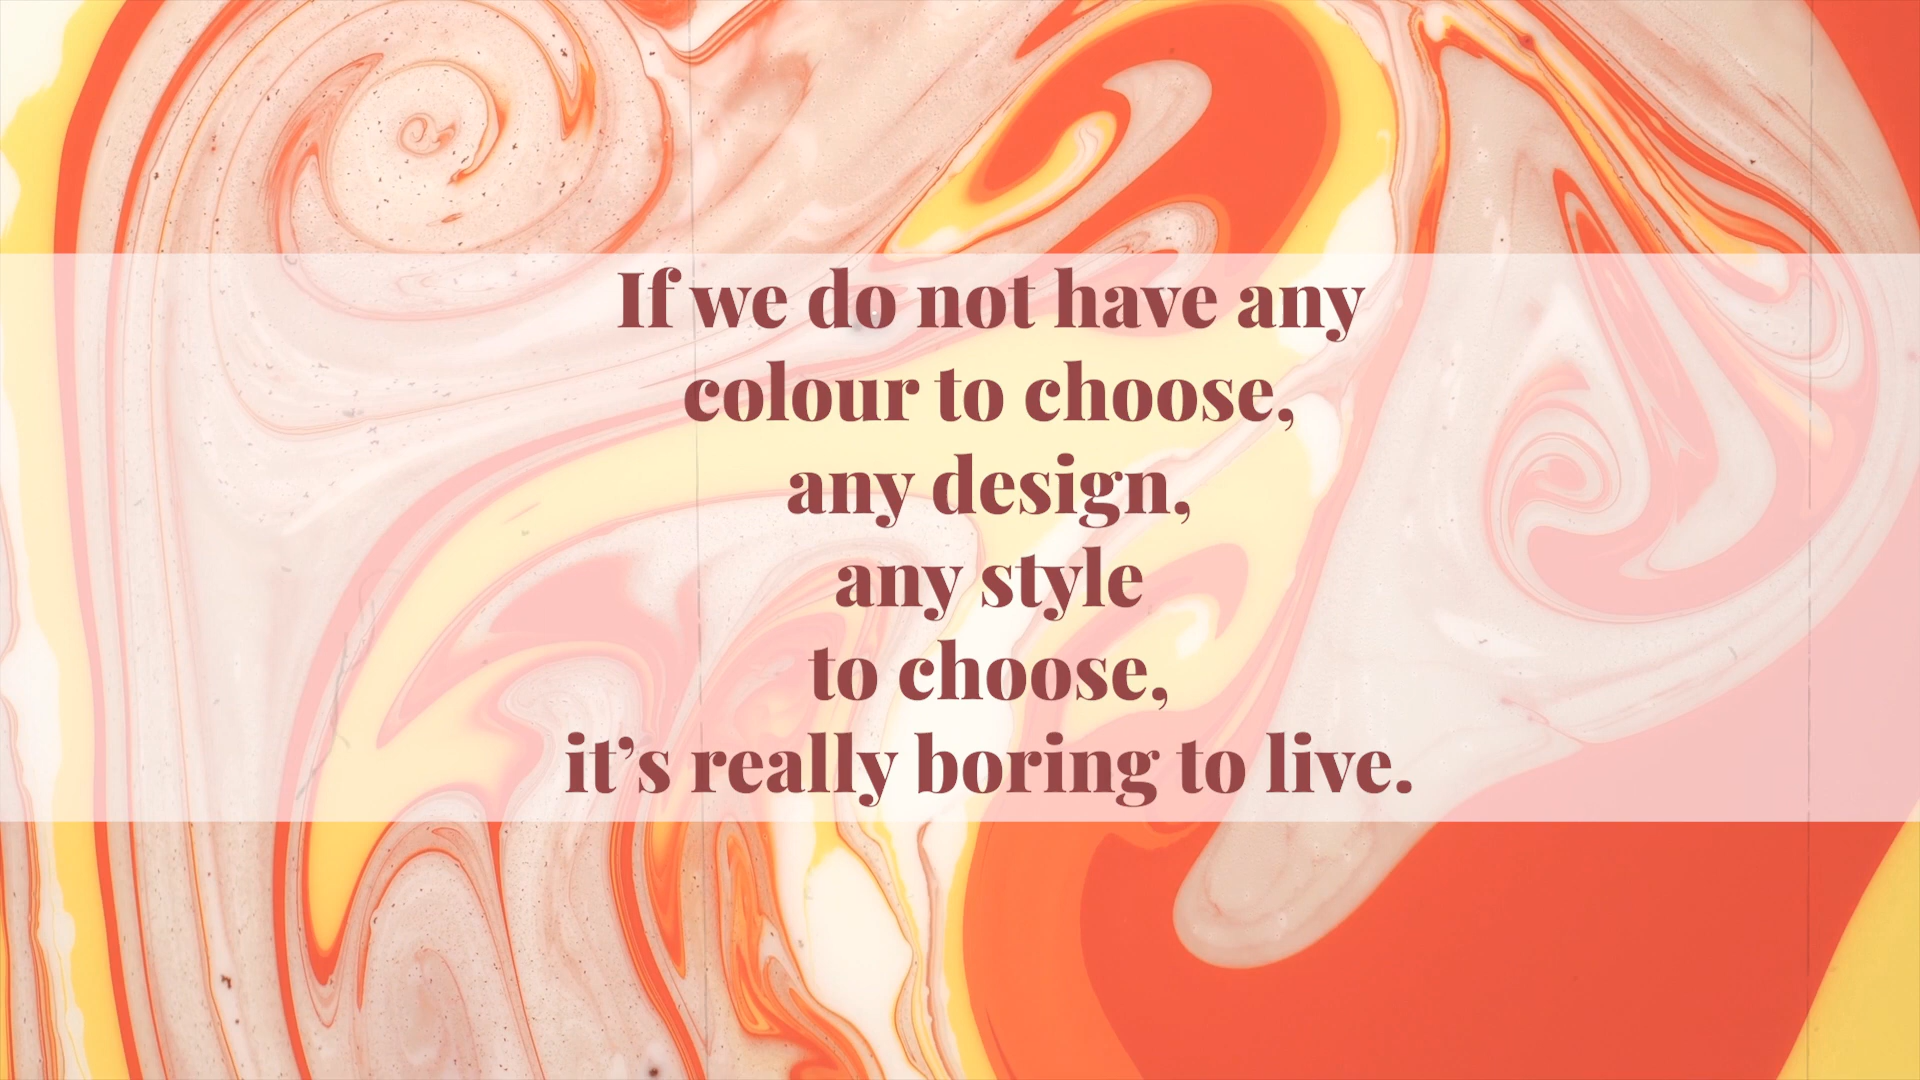 If we do not have any
colour to choose,
any design,
any style
to choose,
it’s really boring to live.